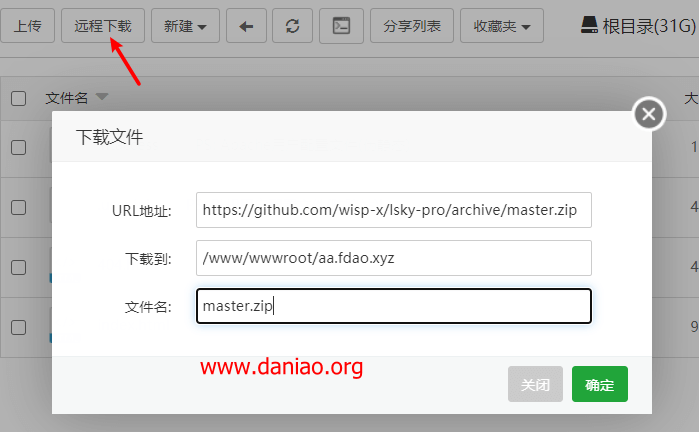 上传 远程下载 新建 分享列表 收藏夹 根目录(31G)
文件名 大
下载文件
1
URL地址: https://github.com/wisp-x/lsky-pro/archive/master.zip
4
下载到: /www/wwwroot/aa.fdao.xyz
4
文件名: master.zip
9
www.daniao.org
关闭 确定